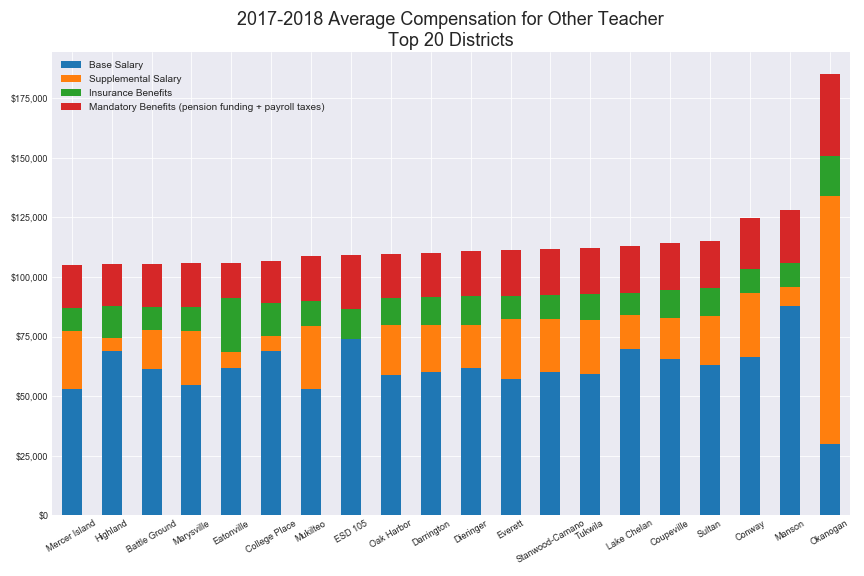 2017-2018 Average Compensation for Other Teacher
Top 20 Districts
Base Salary
Supplemental Salary
Insurance Benefits
Mandatory Benefits (pension funding + payroll taxes)
$175,000
$150,000
$125,000
$100,000
$75,000
$50,000
$25,000
$0
Mercer Island
Highland
Battle Ground
Marysville
Eatonville
College Place
Mukilteo
ESD 105
Oak Harbor
Darrington
Dieringer
Everett
Stanwood-Camano
Tukwila
Lake Chelan
Coupeville
Sultan
Conway
Manson
Okanogan